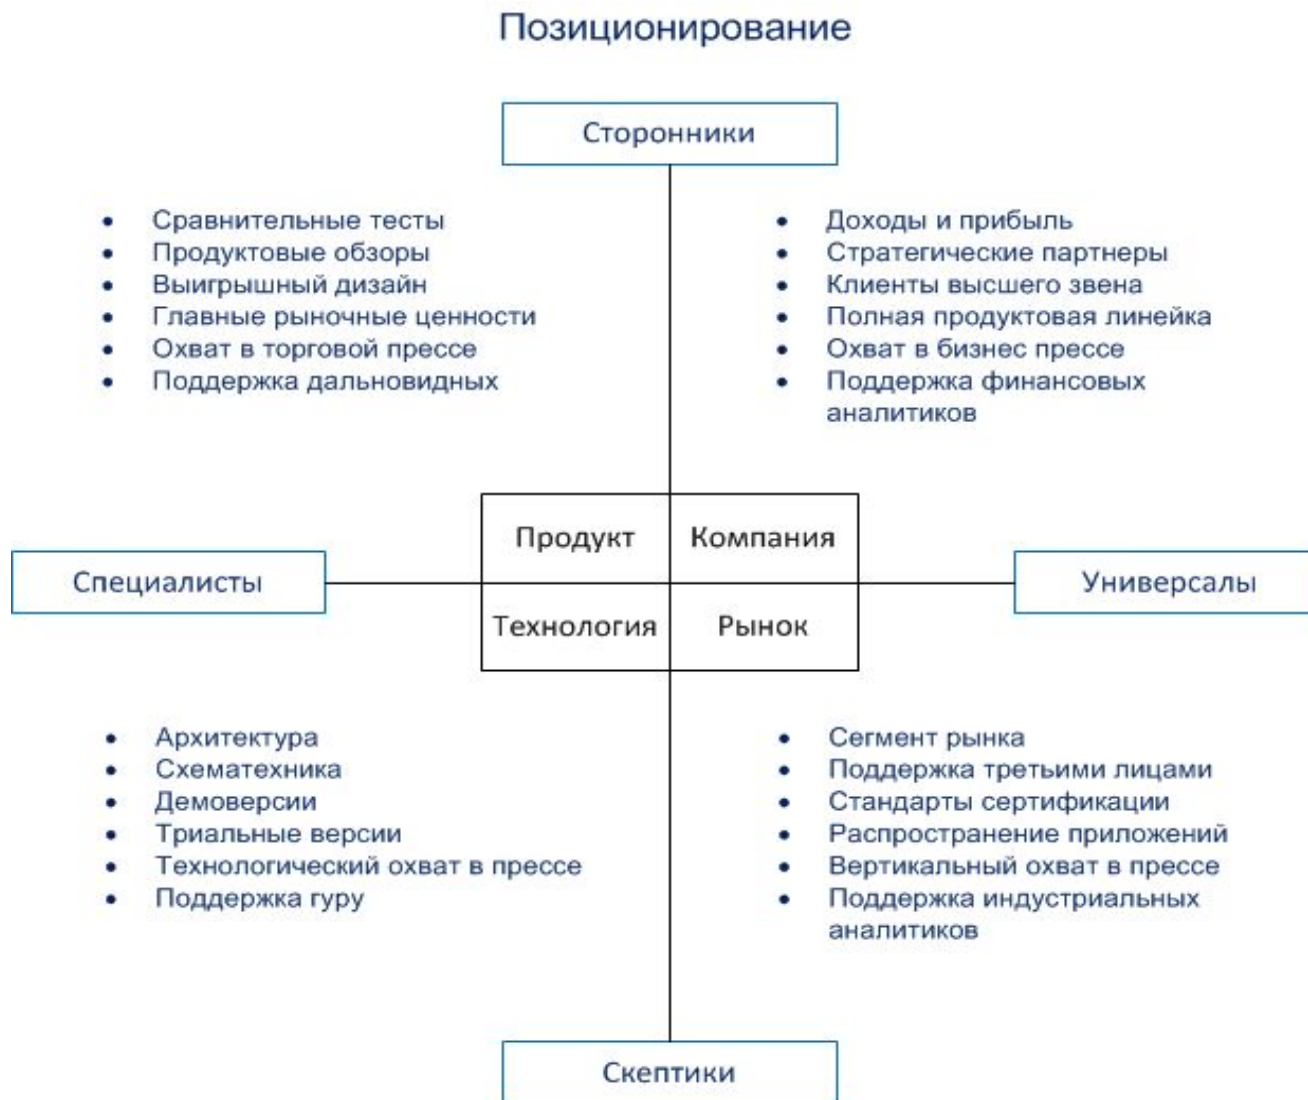 Позиционирование
Сторонники
• Сравнительные тесты
• Продуктовые обзоры
• Выигрышный дизайн
• Главные рыночные ценности
• Охват в торговой прессе
• Поддержка дальновидных
• Доходы и прибыль
• Стратегические партнеры
• Клиенты высшего звена
• Полная продуктовая линейка
• Охват в бизнес прессе
• Поддержка финансовых
аналитиков
Продукт
Компания
Специалисты
Универсалы
Технология
Рынок
• Архитектура
• Схематехника
• Демоверсии
• Триальные версии
• Технологический охват в прессе
• Поддержка гуру
• Сегмент рынка
• Поддержка третьими лицами
• Стандарты сертификации
• Распространение приложений
• Вертикальный охват в прессе
• Поддержка индустриальных
аналитиков
Скептики